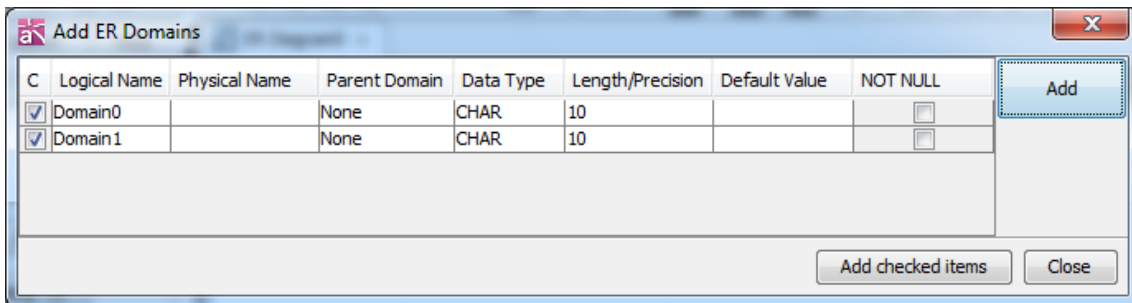 Add ER Domains
C Logical Name Physical Name Parent Domain Data Type Length/Precision Default Value NOT NULL
Add
Domain0 None CHAR 10
Domain1 None CHAR 10
Add checked items Close